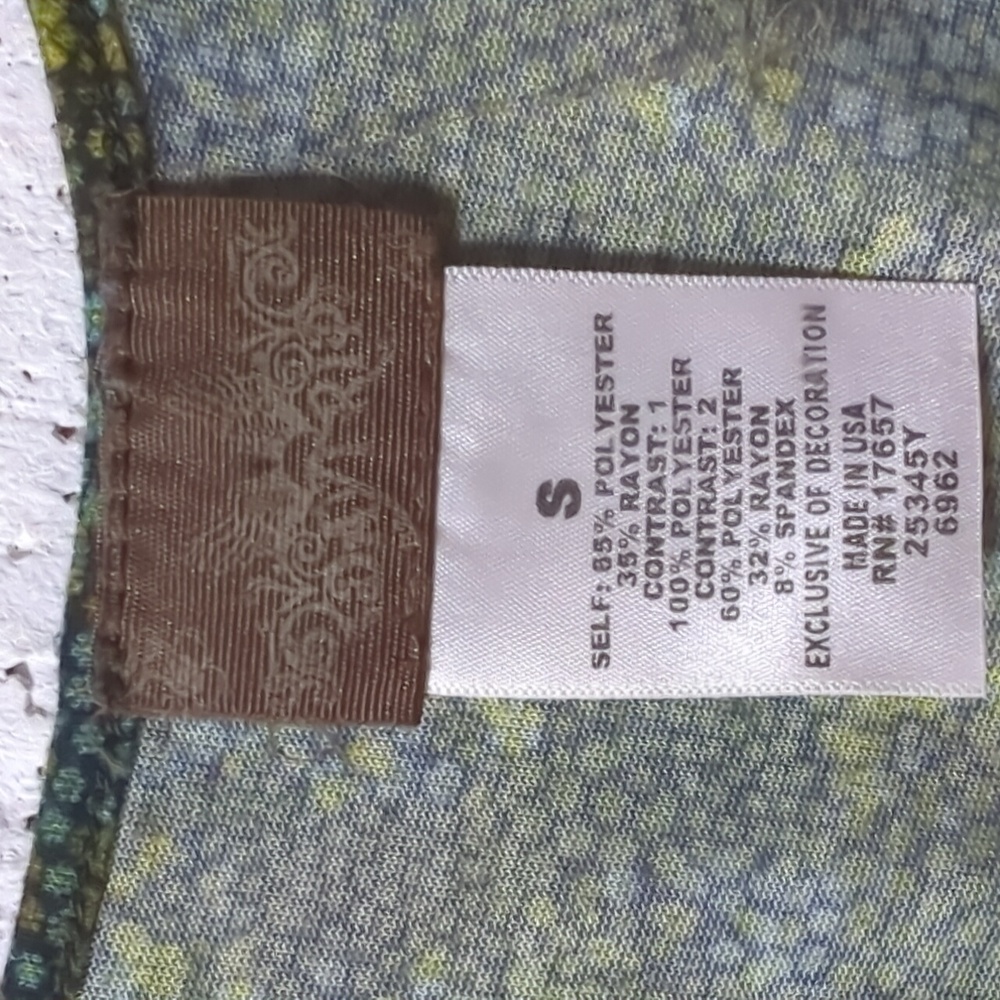 S
SELF: 65% POLYESTER
35% RAYON
CONTRAST: 1
100% POLYESTER
CONTRAST: 2
60% POLYESTER
32% RAYON
8% SPANDEX
EXCLUSIVE OF DECORATION
MADE IN USA
RN# 17657
25345Y
6962